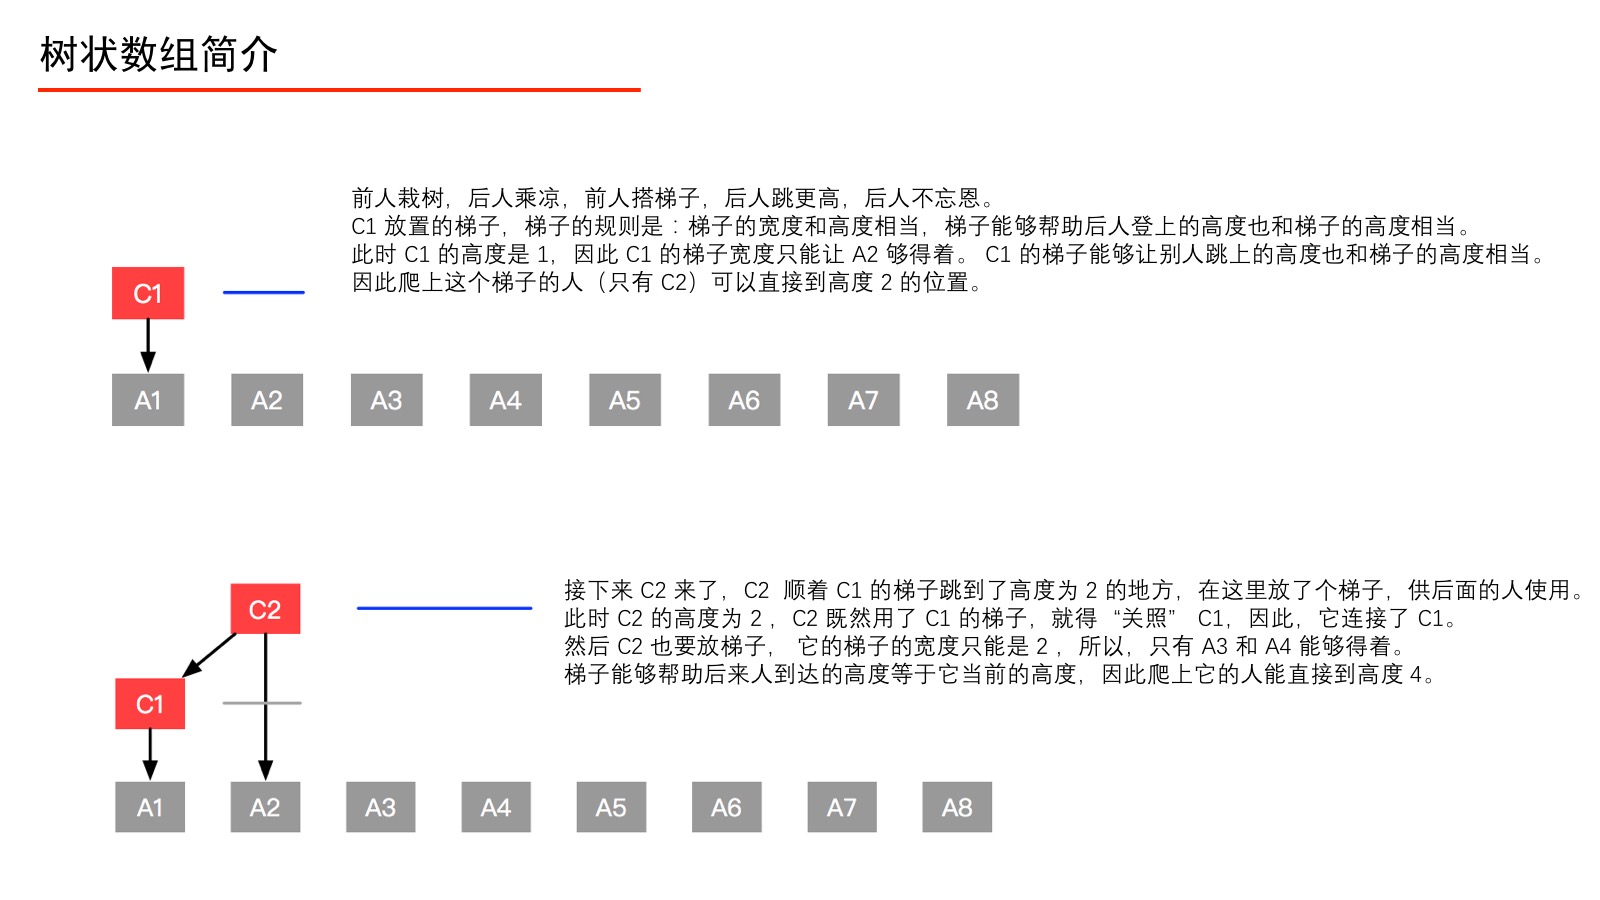 树状数组简介
前人栽树，后人乘凉，前人搭梯子，后人跳更高，后人不忘恩。
C1 放置的梯子，梯子的规则是：梯子的宽度和高度相当，梯子能够帮助后人登上的高度也和梯子的高度相当。
此时 C1 的高度是 1，因此 C1 的梯子宽度只能让 A2 够得着。 C1 的梯子能够让别人跳上的高度也和梯子的高度相当。
因此爬上这个梯子的人（只有 C2）可以直接到高度 2 的位置。
C1
A1 A2 A3 A4 A5 A6 A7 A8
接下来 C2 来了，C2 顺着 C1 的梯子跳到了高度为 2 的地方，在这里放了个梯子，供后面的人使用。
此时 C2 的高度为 2 ，C2 既然用了 C1 的梯子，就得 “关照” C1，因此，它连接了 C1。
然后 C2 也要放梯子， 它的梯子的宽度只能是 2 ，所以，只有 A3 和 A4 能够得着。
梯子能够帮助后来人到达的高度等于它当前的高度，因此爬上它的人能直接到高度 4。
C2
C1
A1 A2 A3 A4 A5 A6 A7 A8